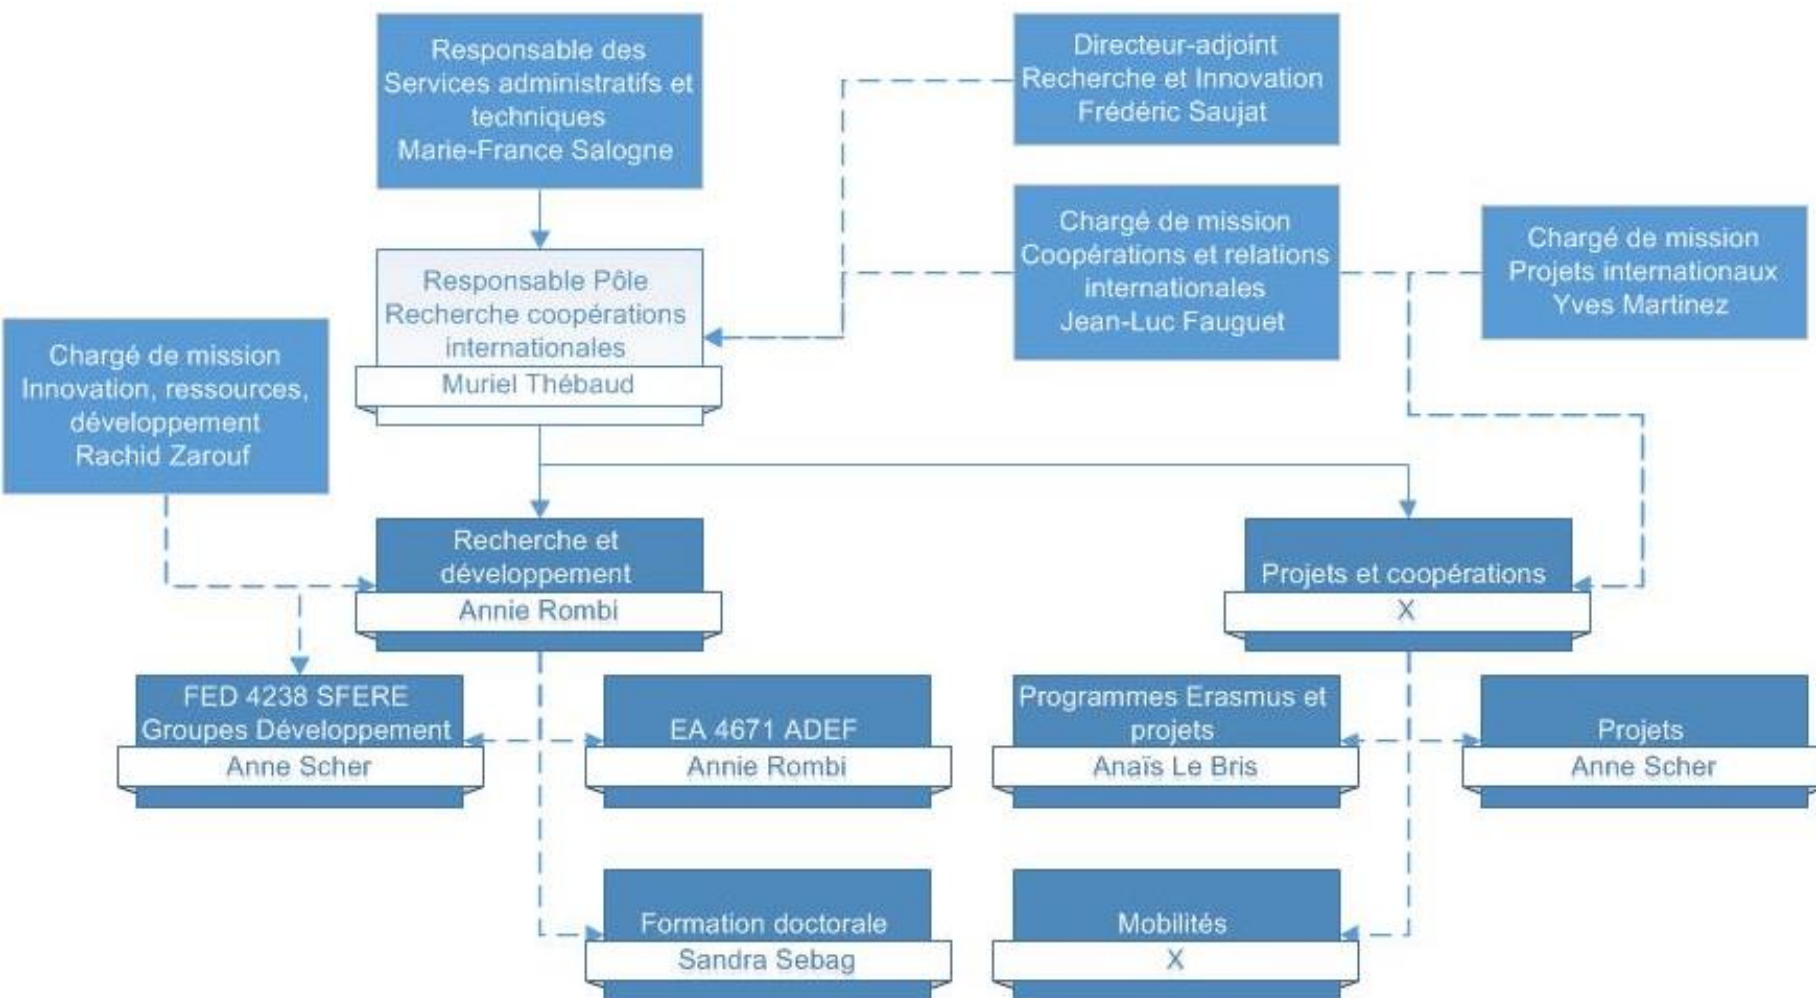 Responsable des
Services administratifs et
techniques
Marie-France Salogne
Directeur-adjoint
Recherche et Innovation
Frédéric Saujat
Chargé de mission
Coopérations et relations
internationales
Jean-Luc Fauguet
Chargé de mission
Projets internationaux
Yves Martinez
Responsable Pôle
Recherche coopérations
internationales
Muriel Thébaud
Chargé de mission
Innovation, ressources,
développement
Rachid Zarouf
Recherche et
développement
Annie Rombi
Projets et coopérations
X
FED 4238 SFERE
Groupes Développement
Anne Scher
EA 4671 ADEF
Annie Rombi
Programmes Erasmus et
projets
Anaïs Le Bris
Projets
Anne Scher
Formation doctorale
Sandra Sebag
Mobilités
X